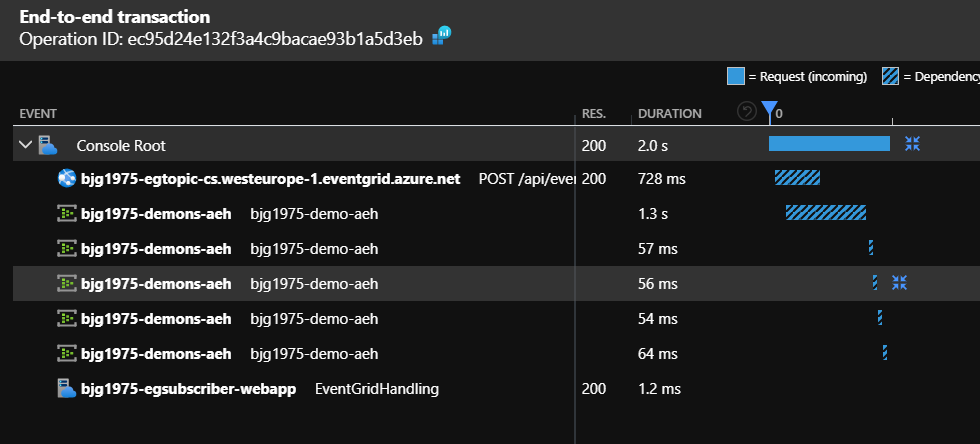 End-to-end transaction
Operation ID: ec95d24e132f3a4c9bacae93b1a5d3eb
= Request (incoming) = Dependency
EVENT RES. DURATION 0
Console Root 200 2.0 s
bjg1975-egtopic-cs.westeurope-1.eventgrid.azure.net POST /api/ever 200 728 ms
bjg1975-demons-aeh bjg1975-demo-aeh 1.3 s
bjg1975-demons-aeh bjg1975-demo-aeh 57 ms
bjg1975-demons-aeh bjg1975-demo-aeh 56 ms
bjg1975-demons-aeh bjg1975-demo-aeh 54 ms
bjg1975-demons-aeh bjg1975-demo-aeh 64 ms
bjg1975-egsubscriber-webapp EventGridHandling 200 1.2 ms